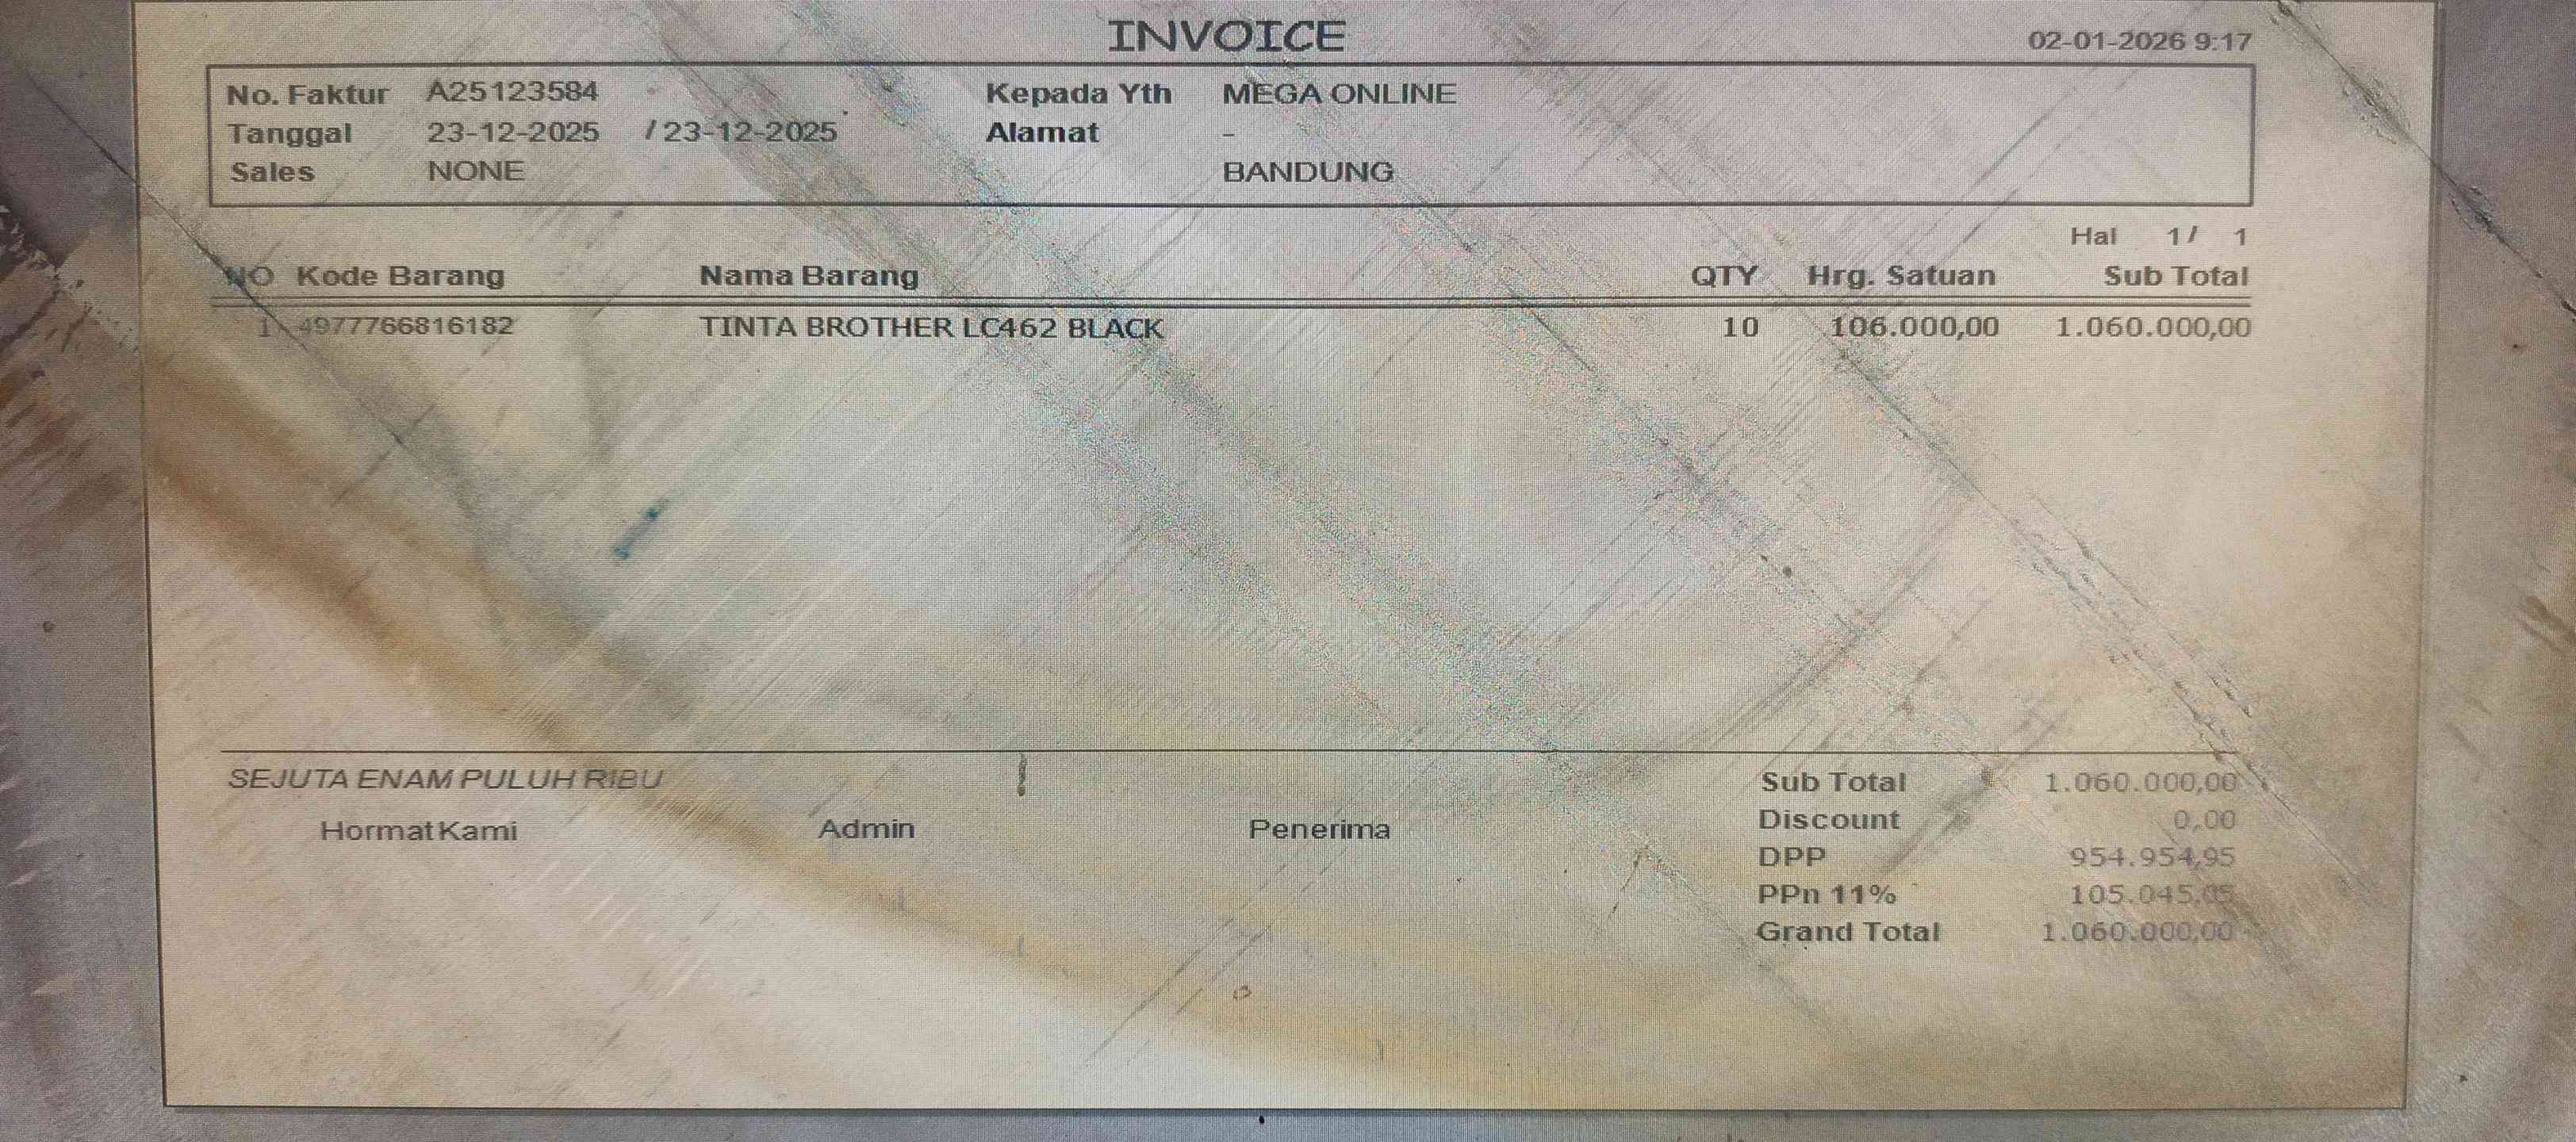 INVOICE
02-01-2026 9:17
No. Faktur A25123584 Kepada Yth MEGA ONLINE
Tanggal 23-12-2025 / 23-12-2025 Alamat -
Sales NONE BANDUNG
Hal 1/ 1
NO Kode Barang Nama Barang QTY Hrg. Satuan Sub Total
1 4977766816182 TINTA BROTHER LC462 BLACK 10 106.000,00 1.060.000,00
SEJUTA ENAM PULUH RIBU Sub Total 1.060.000,00
Hormat Kami Admin Penerima Discount 0,00
DPP 954.954,95
PPn 11% 105.045,05
Grand Total 1.060.000,00